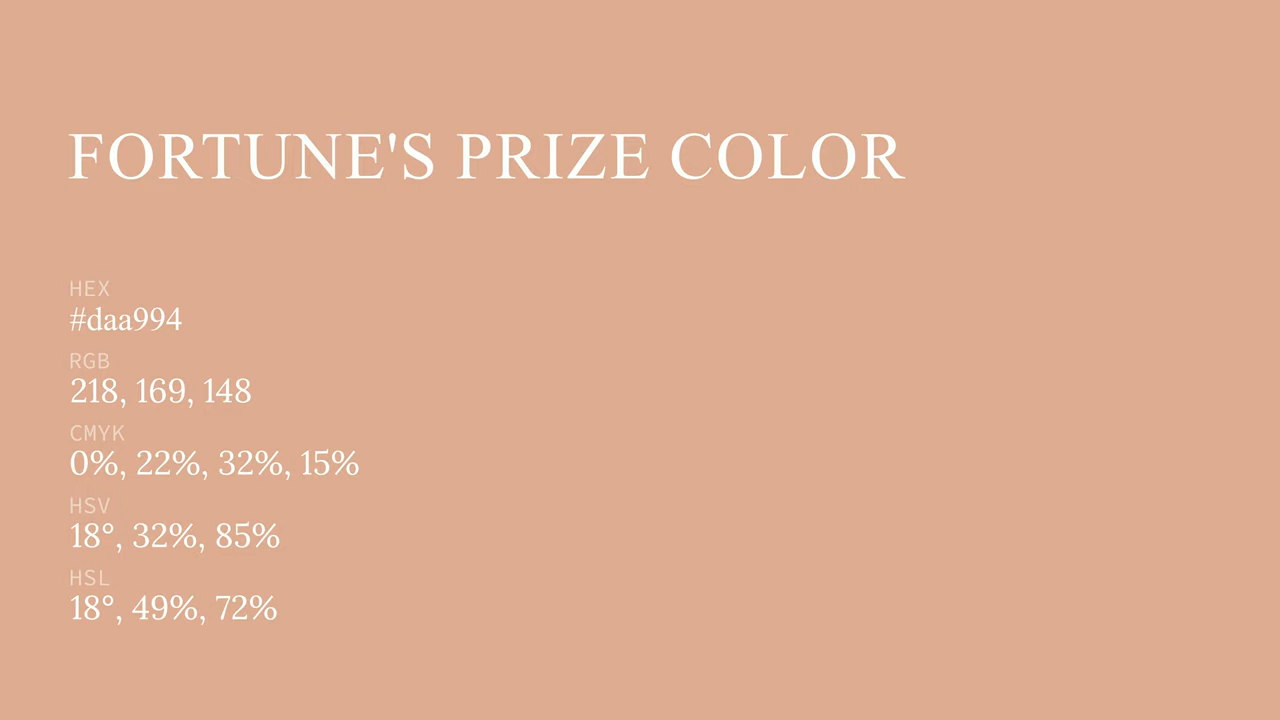 FORTUNE'S PRIZE COLOR
HEX
#daa994
RGB
218, 169, 148
CMYK
0%, 22%, 32%, 15%
HSV
18°, 32%, 85%
HSL
18°, 49%, 72%